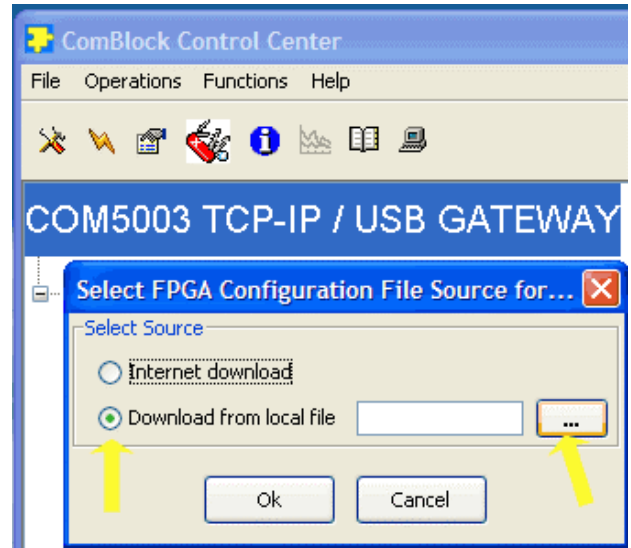 ComBlock Control Center
File Operations Functions Help
COM5003 TCP-IP / USB GATEWAY
Select FPGA Configuration File Source for...
Select Source
Internet download
Download from local file ...
Ok Cancel